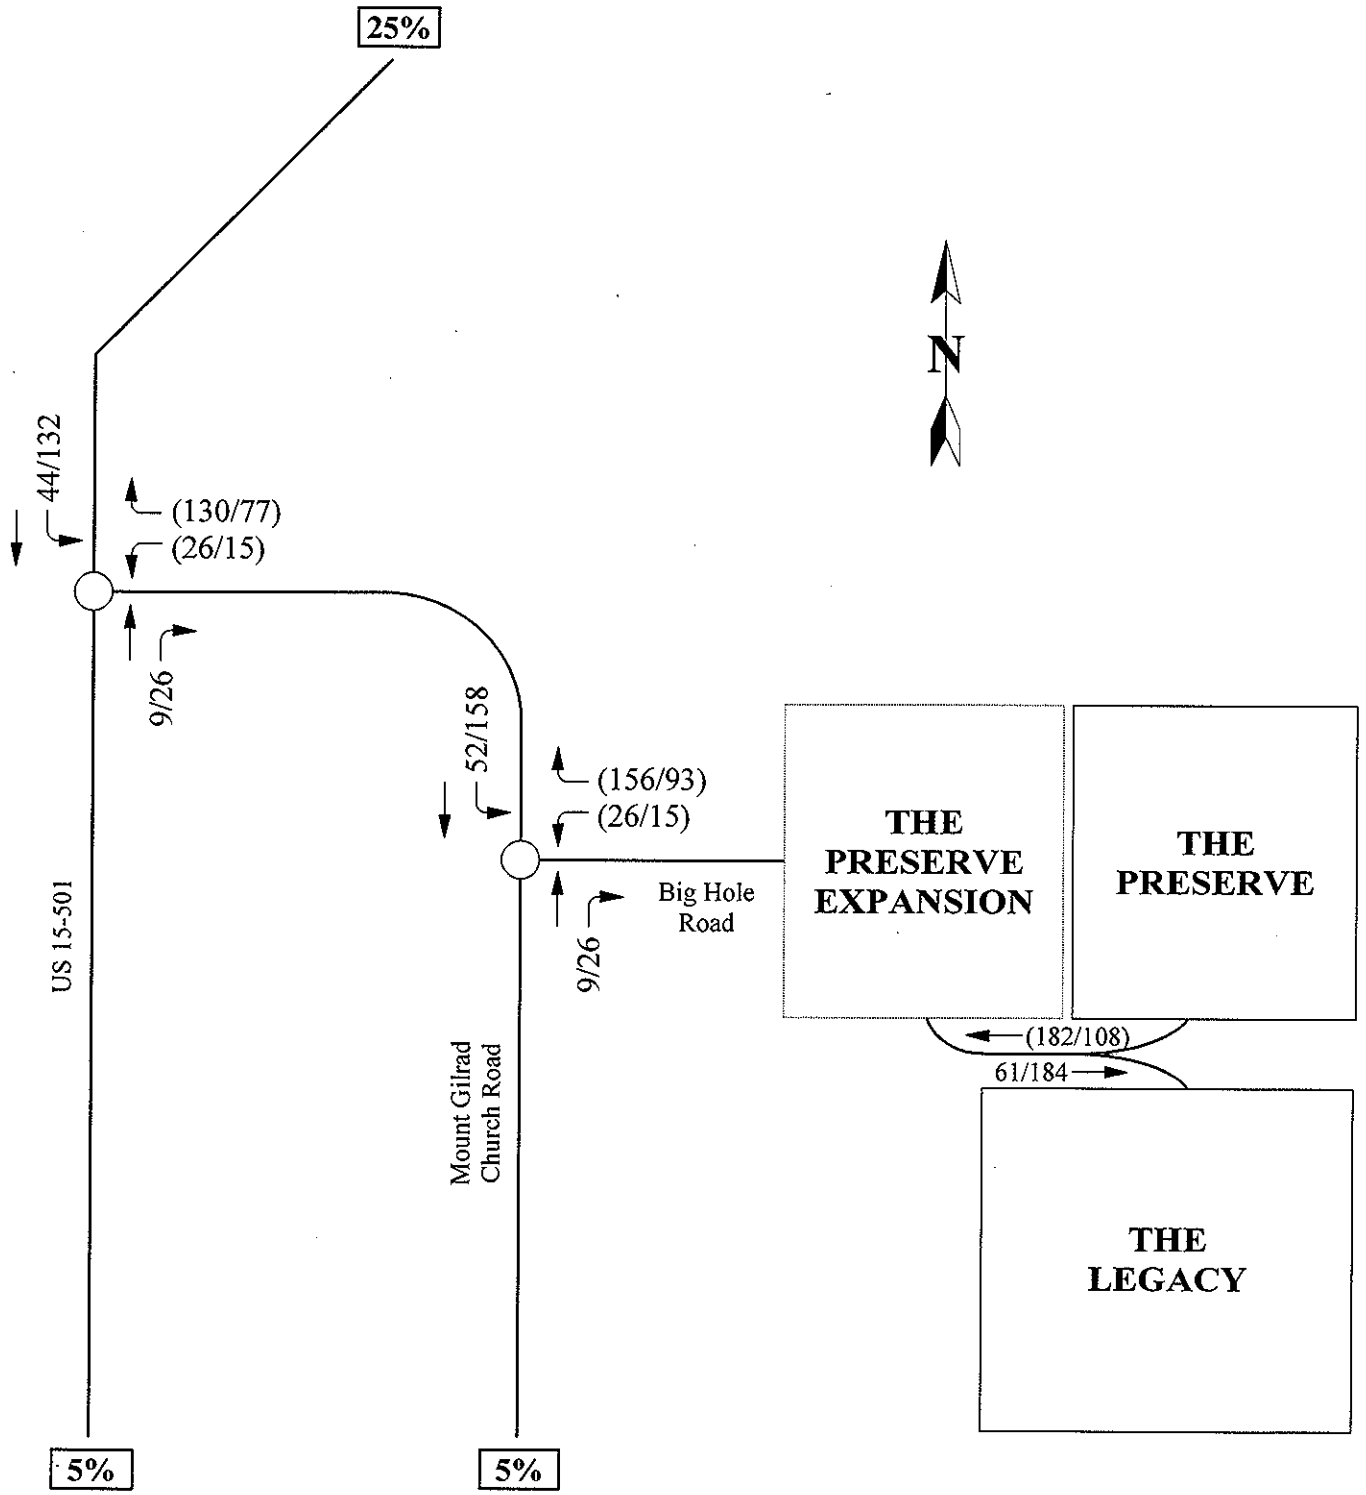 25%
44/132
(130/77)
(26/15)
9/26
52/158
(156/93)
(26/15)
9/26
Big Hole
Road
US 15-501
Mount Gilrad
Church Road
N
THE
PRESERVE
EXPANSION
THE
PRESERVE
(182/108)
61/184
THE
LEGACY
5%
5%